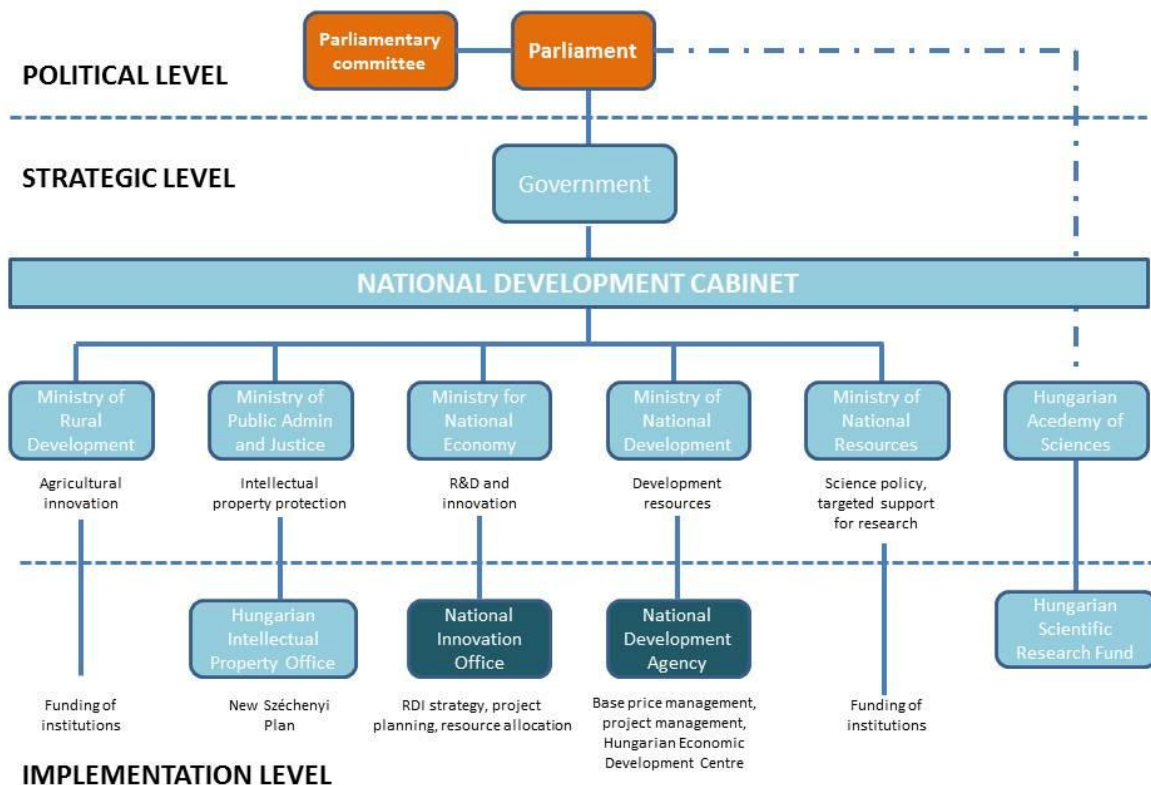 Parliamentary
committee
Parliament
POLITICAL LEVEL
STRATEGIC LEVEL
Government
NATIONAL DEVELOPMENT CABINET
Ministry of
Rural
Development
Ministry of
Public Admin
and Justice
Ministry for
National
Economy
Ministry of
National
Development
Ministry of
National
Resources
Hungarian
Acedemy of
Sciences
Agricultural
innovation
Intellectual
property protection
R&D and
innovation
Development
resources
Science policy,
targeted support
for research
Hungarian
Intellectual
Property Office
National
Innovation
Office
National
Development
Agency
Hungarian
Scientific
Research Fund
Funding of
institutions
New Széchenyi
Plan
RDI strategy, project
planning, resource allocation
Base price management,
project management,
Hungarian Economic
Development Centre
Funding of
institutions
IMPLEMENTATION LEVEL